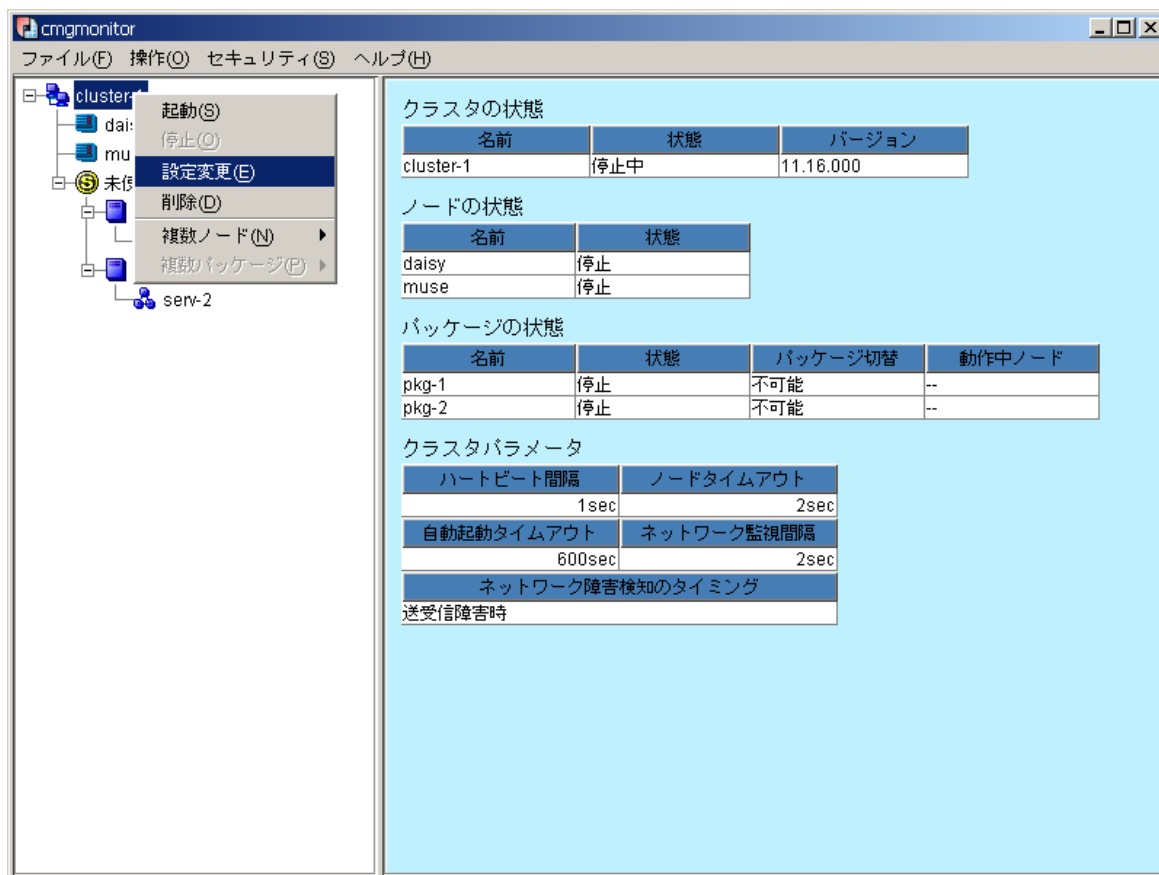 cmgmonitor
ファイル(F) 操作(O) セキュリティ(S) ヘルプ(H)
cluster-1
起動(S)
停止(O)
設定変更(E)
削除(D)
複数ノード(N)
複数パッケージ(P)
serv-2
クラスタの状態
名前 状態 バージョン
cluster-1 停止中 11.16.000
ノードの状態
名前 状態
daisy 停止
muse 停止
パッケージの状態
名前 状態 パッケージ切替 動作中ノード
pkg-1 停止 不可能 --
pkg-2 停止 不可能 --
クラスタパラメータ
ハートビート間隔 ノードタイムアウト
1sec 2sec
自動起動タイムアウト ネットワーク監視間隔
600sec 2sec
ネットワーク障害検知のタイミング
送受信障害時